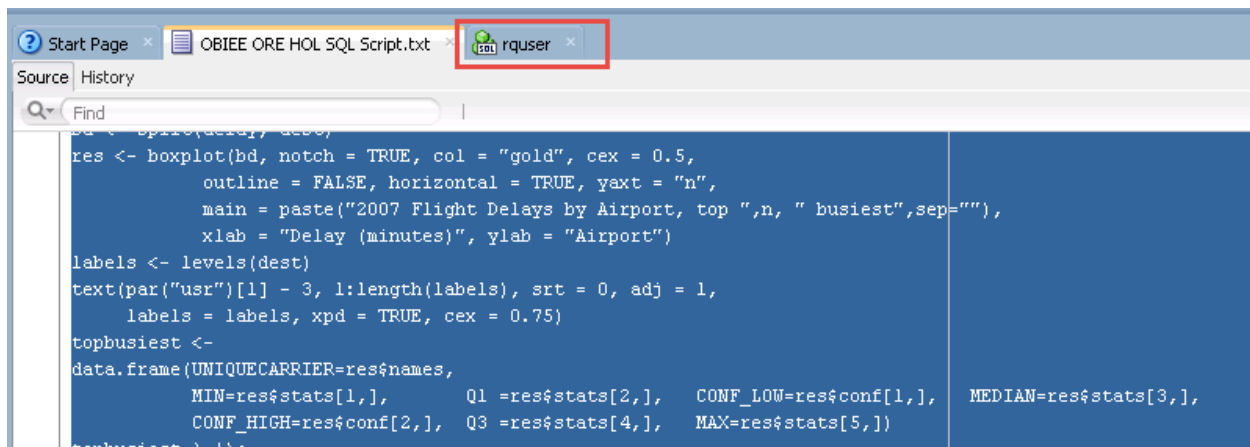 Start Page OBIEE ORE HOL SQL Script.txt SQL rquser
Source History
Find
res <- boxplot(bd, notch = TRUE, col = "gold", cex = 0.5,
outline = FALSE, horizontal = TRUE, yaxt = "n",
main = paste("2007 Flight Delays by Airport, top ",n, " busiest",sep=""),
xlab = "Delay (minutes)", ylab = "Airport")
labels <- levels(dest)
text(par("usr")[1] - 3, 1:length(labels), srt = 0, adj = 1,
labels = labels, xpd = TRUE, cex = 0.75)
topbusiest <-
data.frame(UNIQUECARRIER=res$names,
MIN=res$stats[1,], Q1 =res$stats[2,], CONF_LOW=res$conf[1,], MEDIAN=res$stats[3,],
CONF_HIGH=res$conf[2,], Q3 =res$stats[4,], MAX=res$stats[5,])